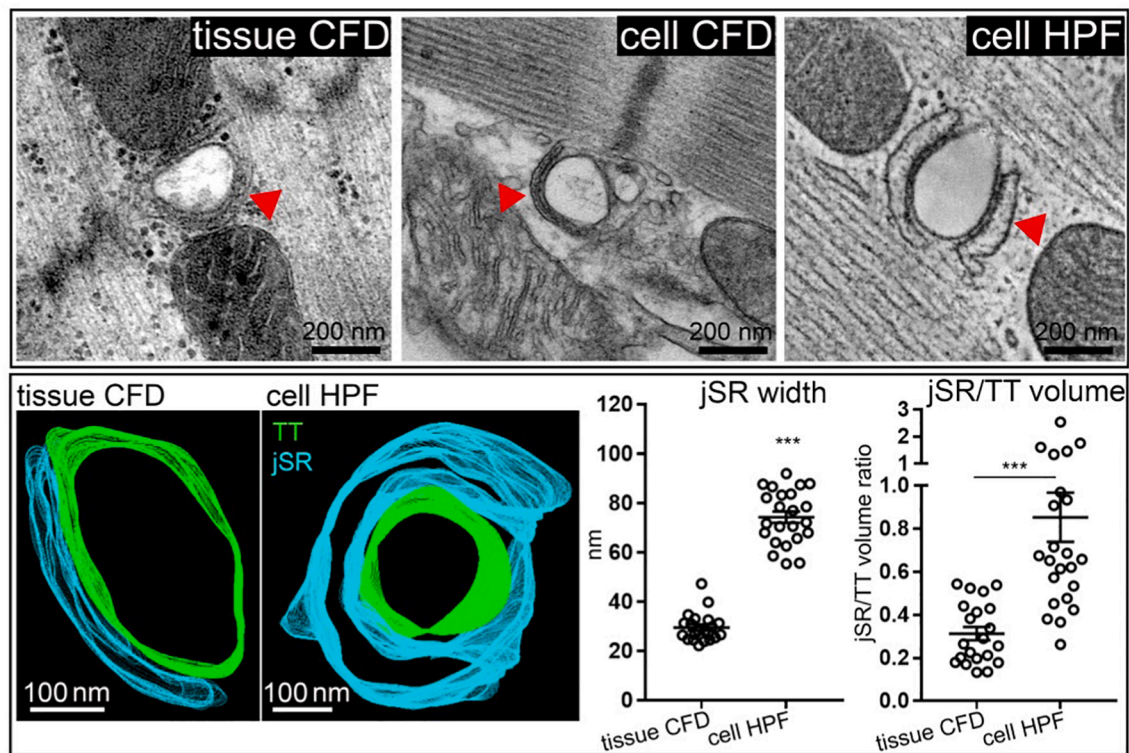 tissue CFD
200 nm
cell CFD
200 nm
cell HPF
200 nm
tissue CFD
100 nm
cell HPF
TT
jSR
100 nm
jSR width
120
100
80
60
40
20
0
nm
***
tissue CFD
cell HPF
jSR/TT volume
3
2
1
1.0
0.8
0.6
0.4
0.2
0.0
jSR/TT volume ratio
***
tissue CFD
cell HPF